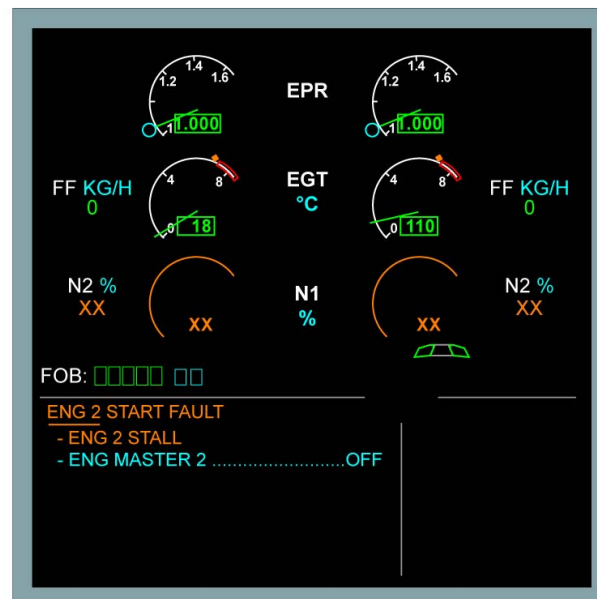 1.2 1.4 1.6 EPR 1.2 1.4 1.6
1 1.000 1 1.000
4 8 EGT 4 8
FF KG/H °C FF KG/H
0 0
0 18 0 110
N2 % N1 N2 %
XX XX % XX XX
FOB:
ENG 2 START FAULT
- ENG 2 STALL
- ENG MASTER 2 ..........................OFF